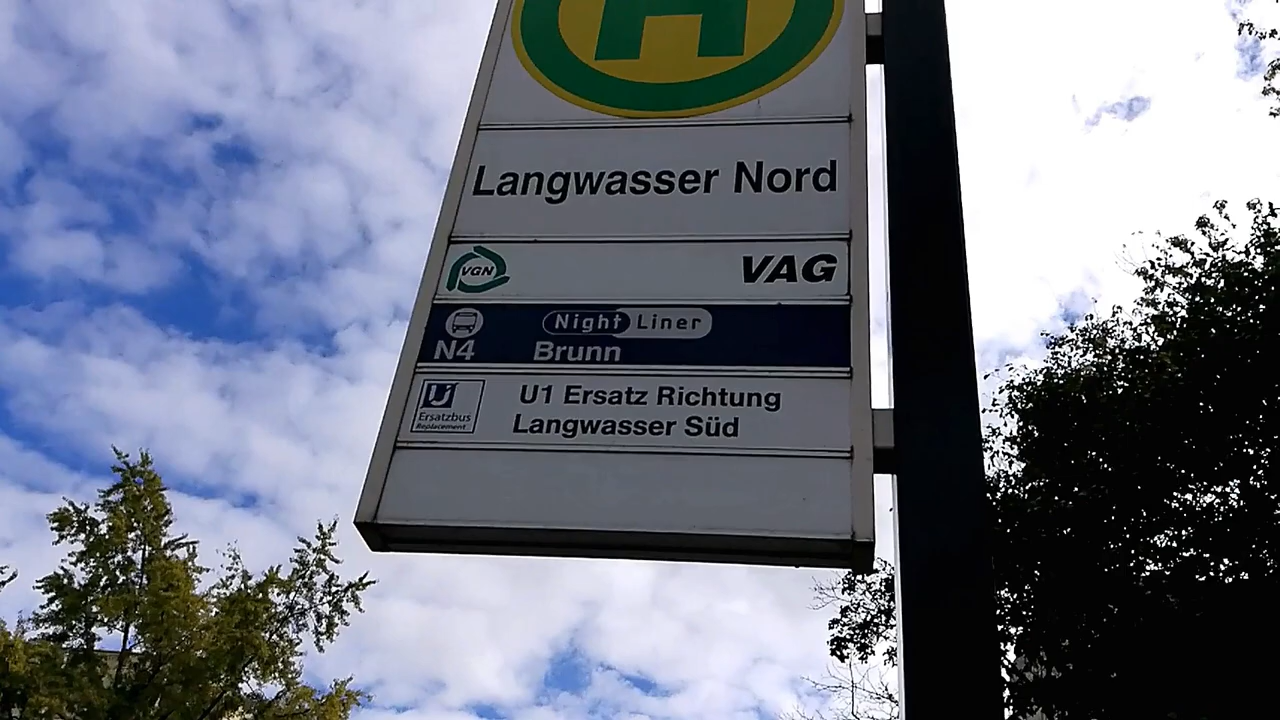 H
Langwasser Nord
VGN VAG
Night Liner
N4 Brunn
U1 Ersatz Richtung
Langwasser Süd
U
Ersatzbus
Replacement